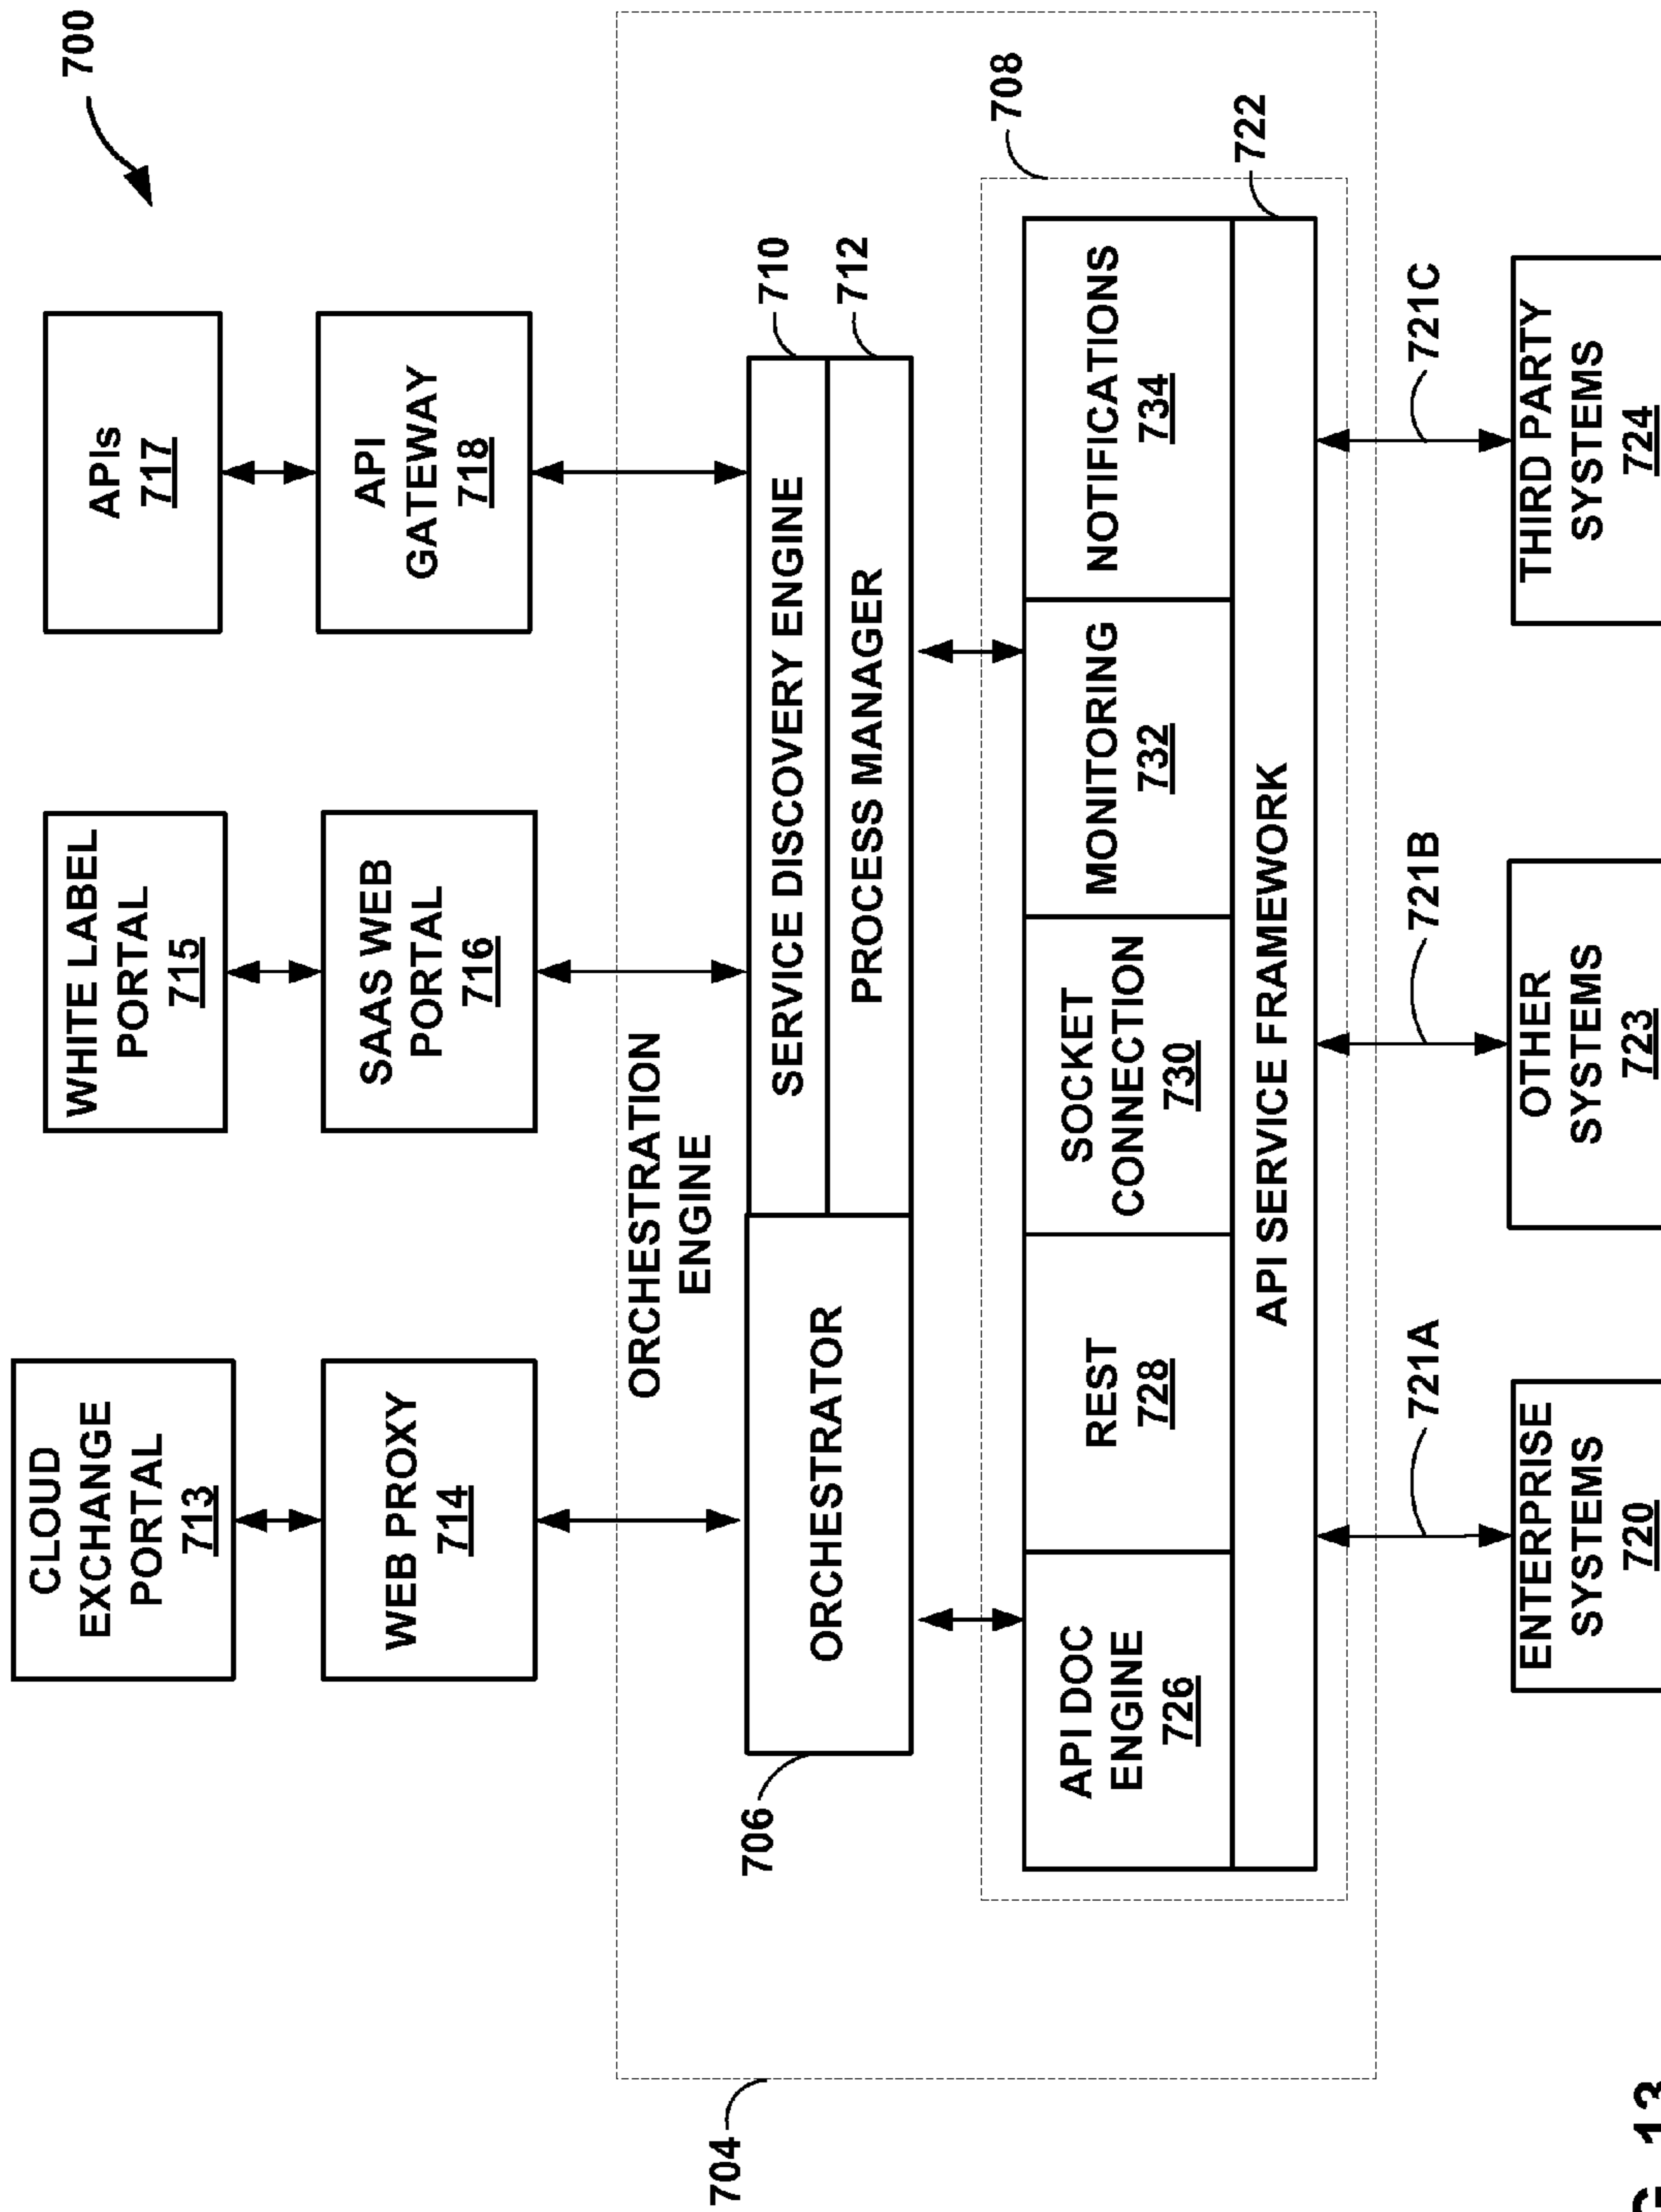 700
CLOUD
EXCHANGE
PORTAL
713
WHITE LABEL
PORTAL
715
APIs
717
WEB PROXY
714
SAAS WEB
PORTAL
716
API
GATEWAY
718
704
ORCHESTRATION
ENGINE
706
ORCHESTRATOR
SERVICE DISCOVERY ENGINE
710
PROCESS MANAGER
712
708
API DOC
ENGINE
726
REST
728
SOCKET
CONNECTION
730
MONITORING
732
NOTIFICATIONS
734
API SERVICE FRAMEWORK
722
721A
721B
721C
ENTERPRISE
SYSTEMS
720
OTHER
SYSTEMS
723
THIRD PARTY
SYSTEMS
724
G. 13